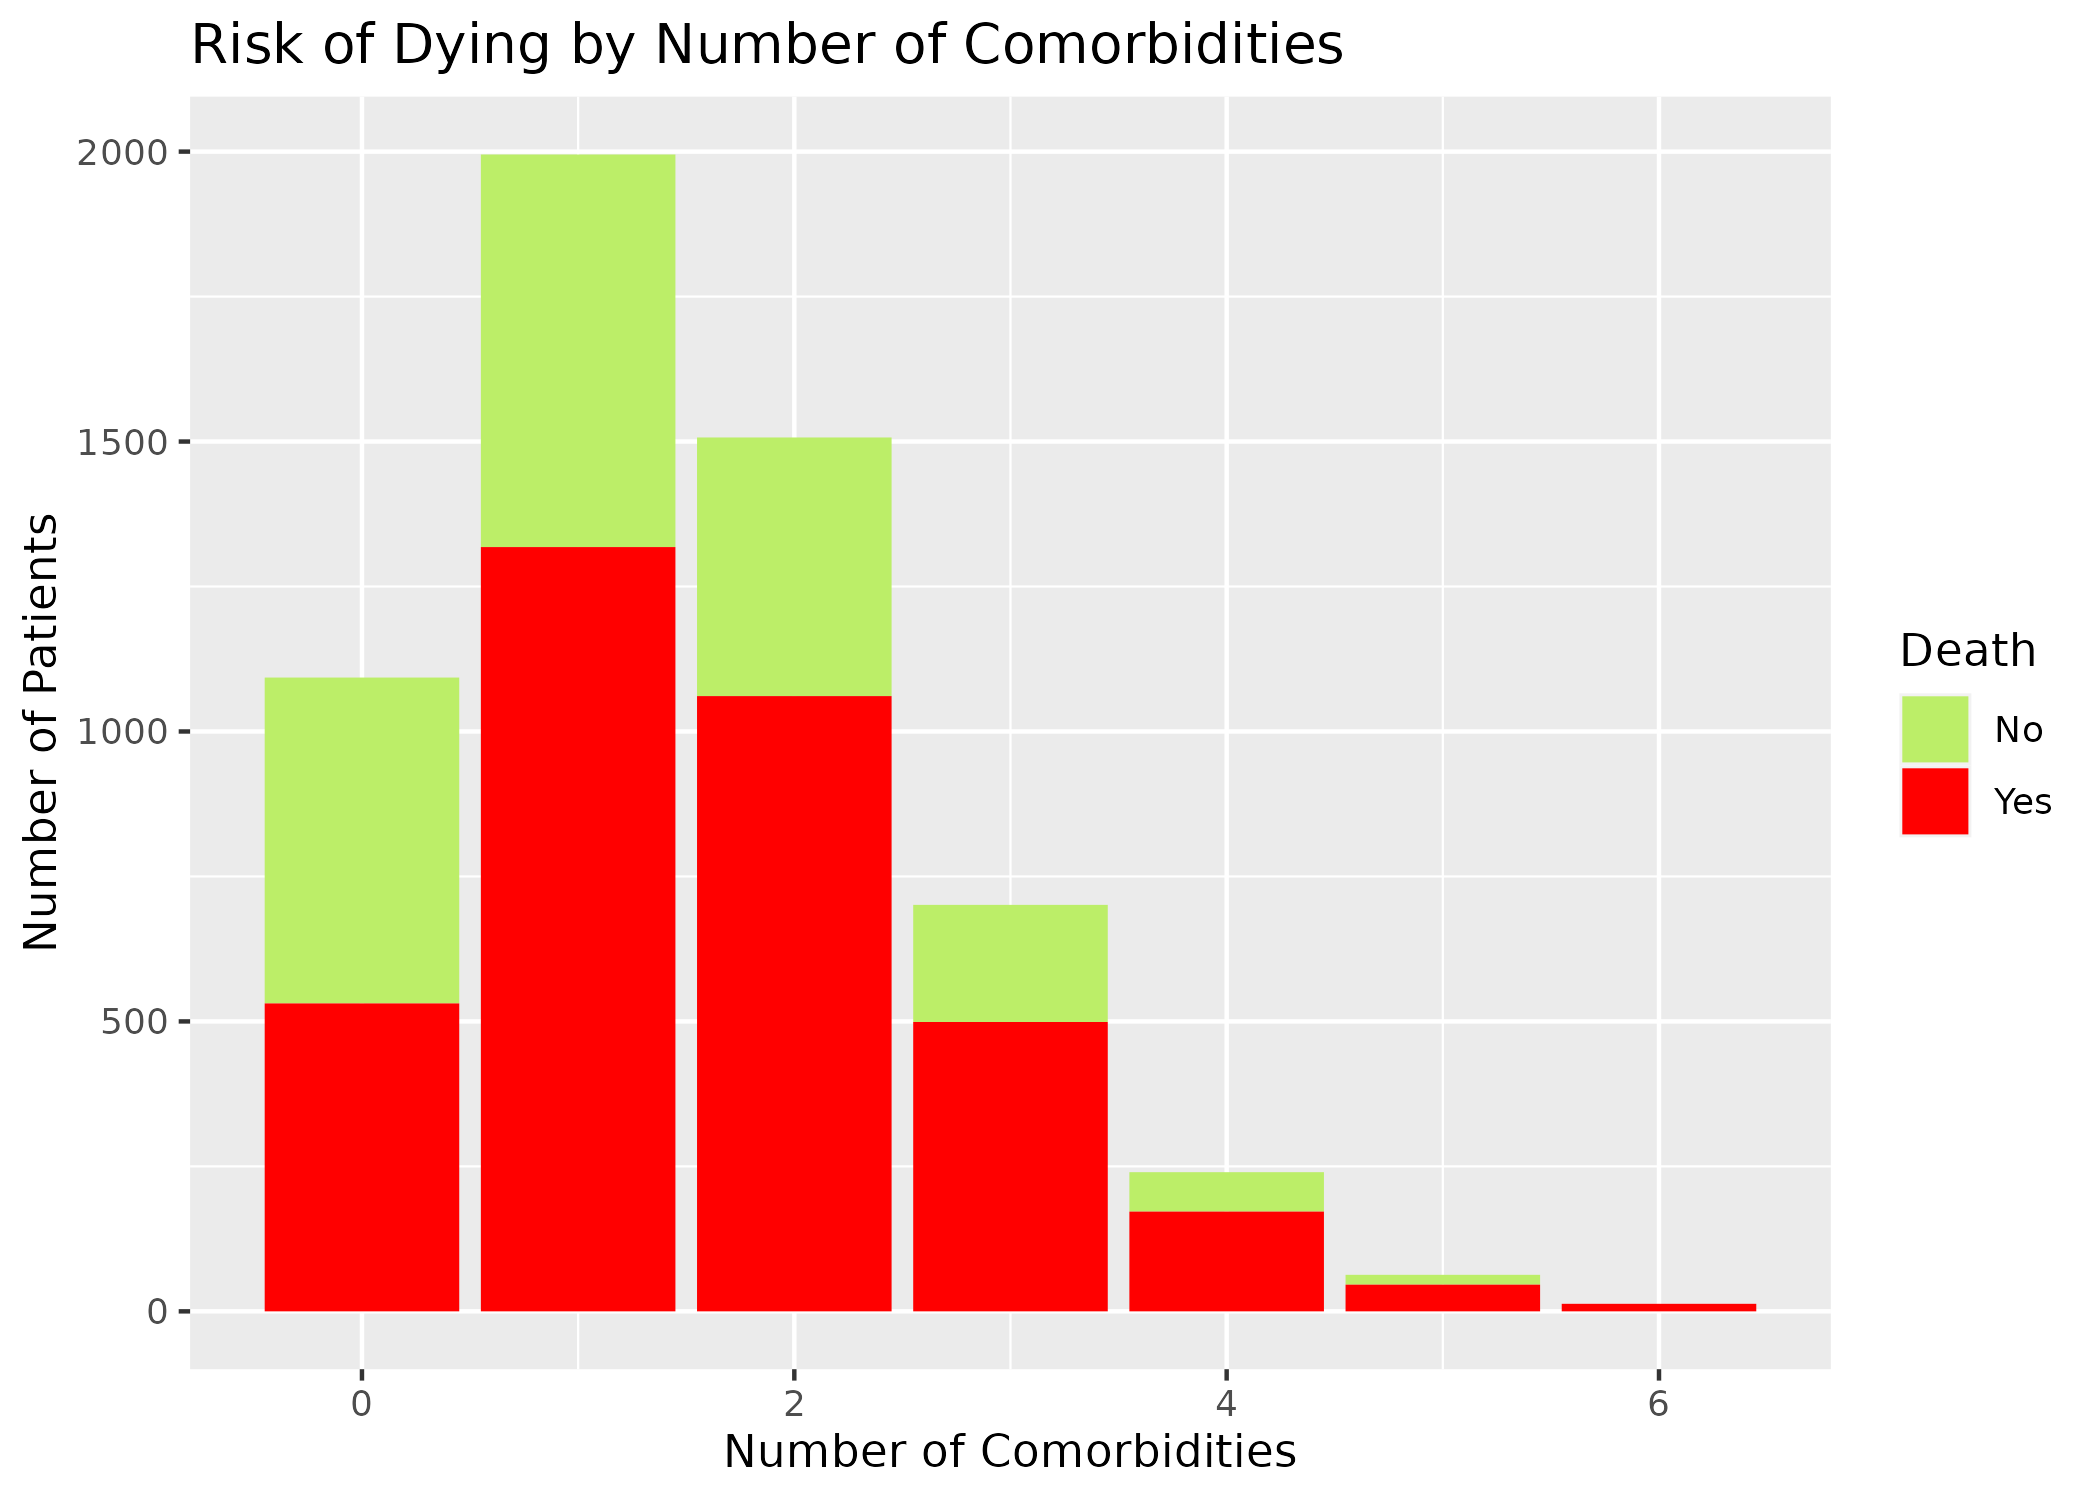 Risk of Dying by Number of Comorbidities
Number of Patients
2000
1500
1000
500
0
0 2 4 6
Number of Comorbidities
Death
No
Yes